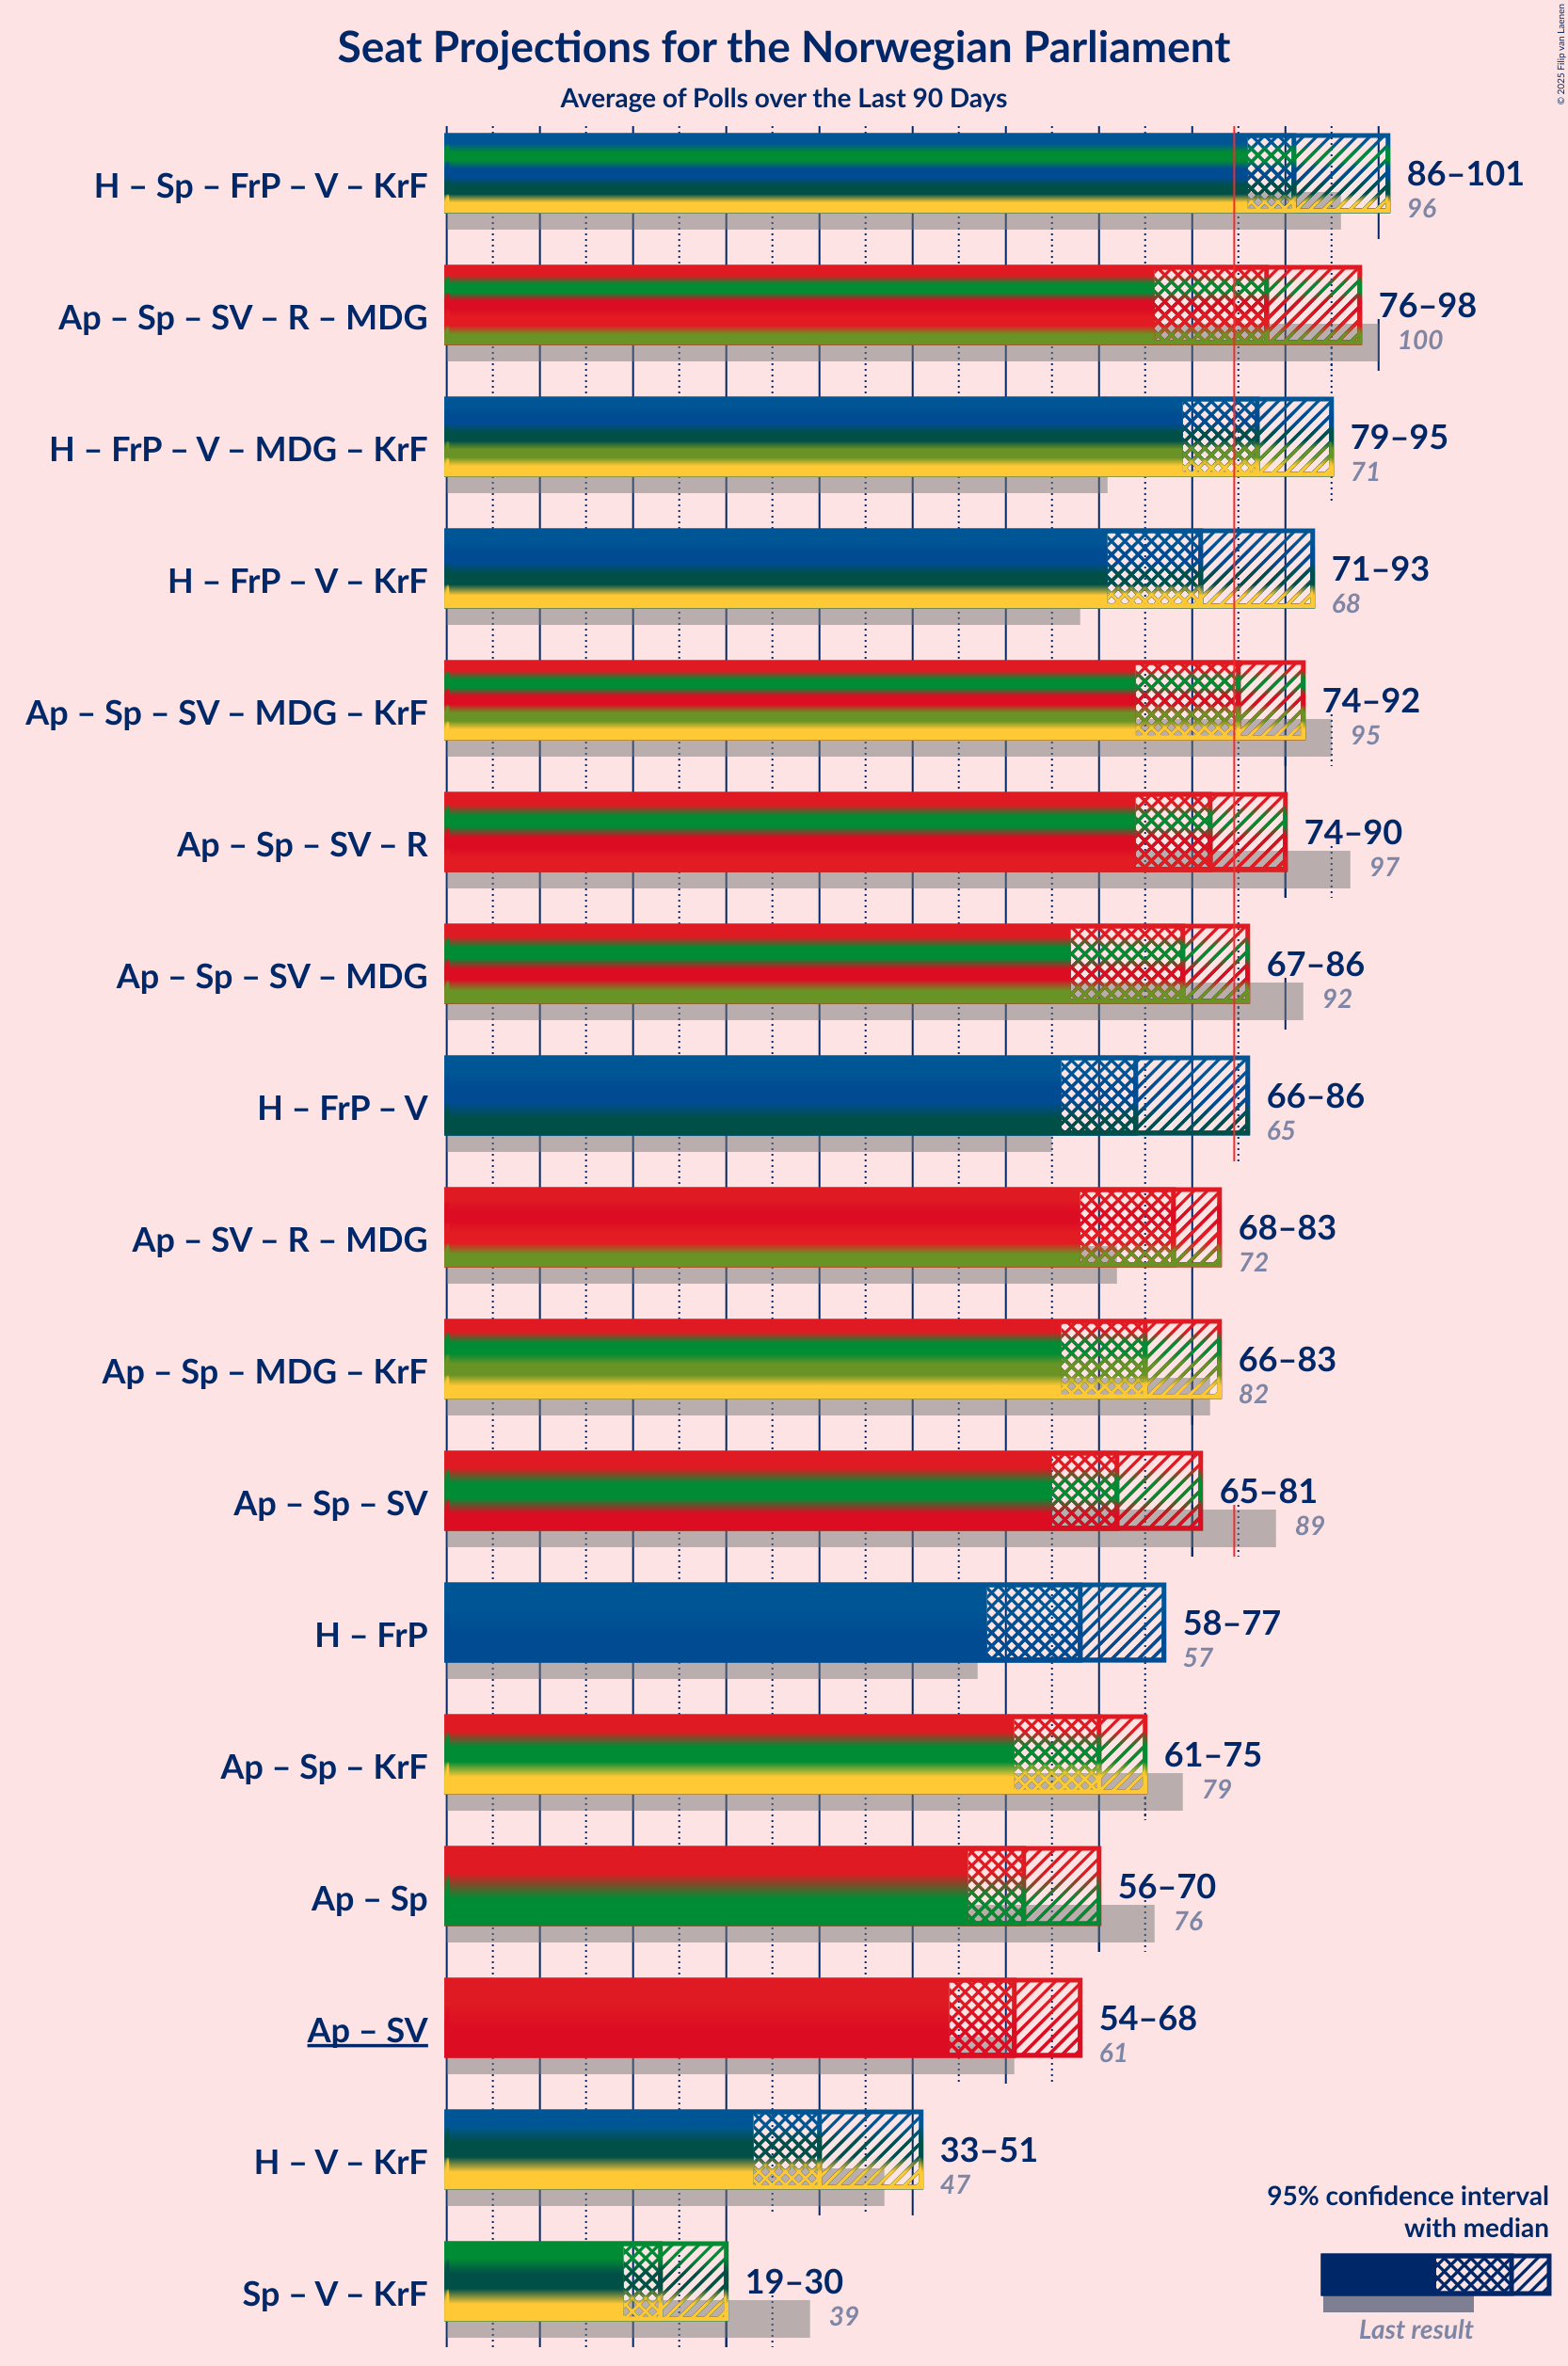 Seat Projections for the Norwegian Parliament
Average of Polls over the Last 90 Days
© 2025 Filip van Laenen
H – Sp – FrP – V – KrF
86–101
96
Ap – Sp – SV – R – MDG
76–98
100
H – FrP – V – MDG – KrF
79–95
71
H – FrP – V – KrF
71–93
68
Ap – Sp – SV – MDG – KrF
74–92
95
Ap – Sp – SV – R
74–90
97
Ap – Sp – SV – MDG
67–86
92
H – FrP – V
66–86
65
Ap – SV – R – MDG
68–83
72
Ap – Sp – MDG – KrF
66–83
82
Ap – Sp – SV
65–81
89
H – FrP
58–77
57
Ap – Sp – KrF
61–75
79
Ap – Sp
56–70
76
Ap – SV
54–68
61
H – V – KrF
33–51
47
Sp – V – KrF
19–30
39
95% confidence interval
with median
Last result